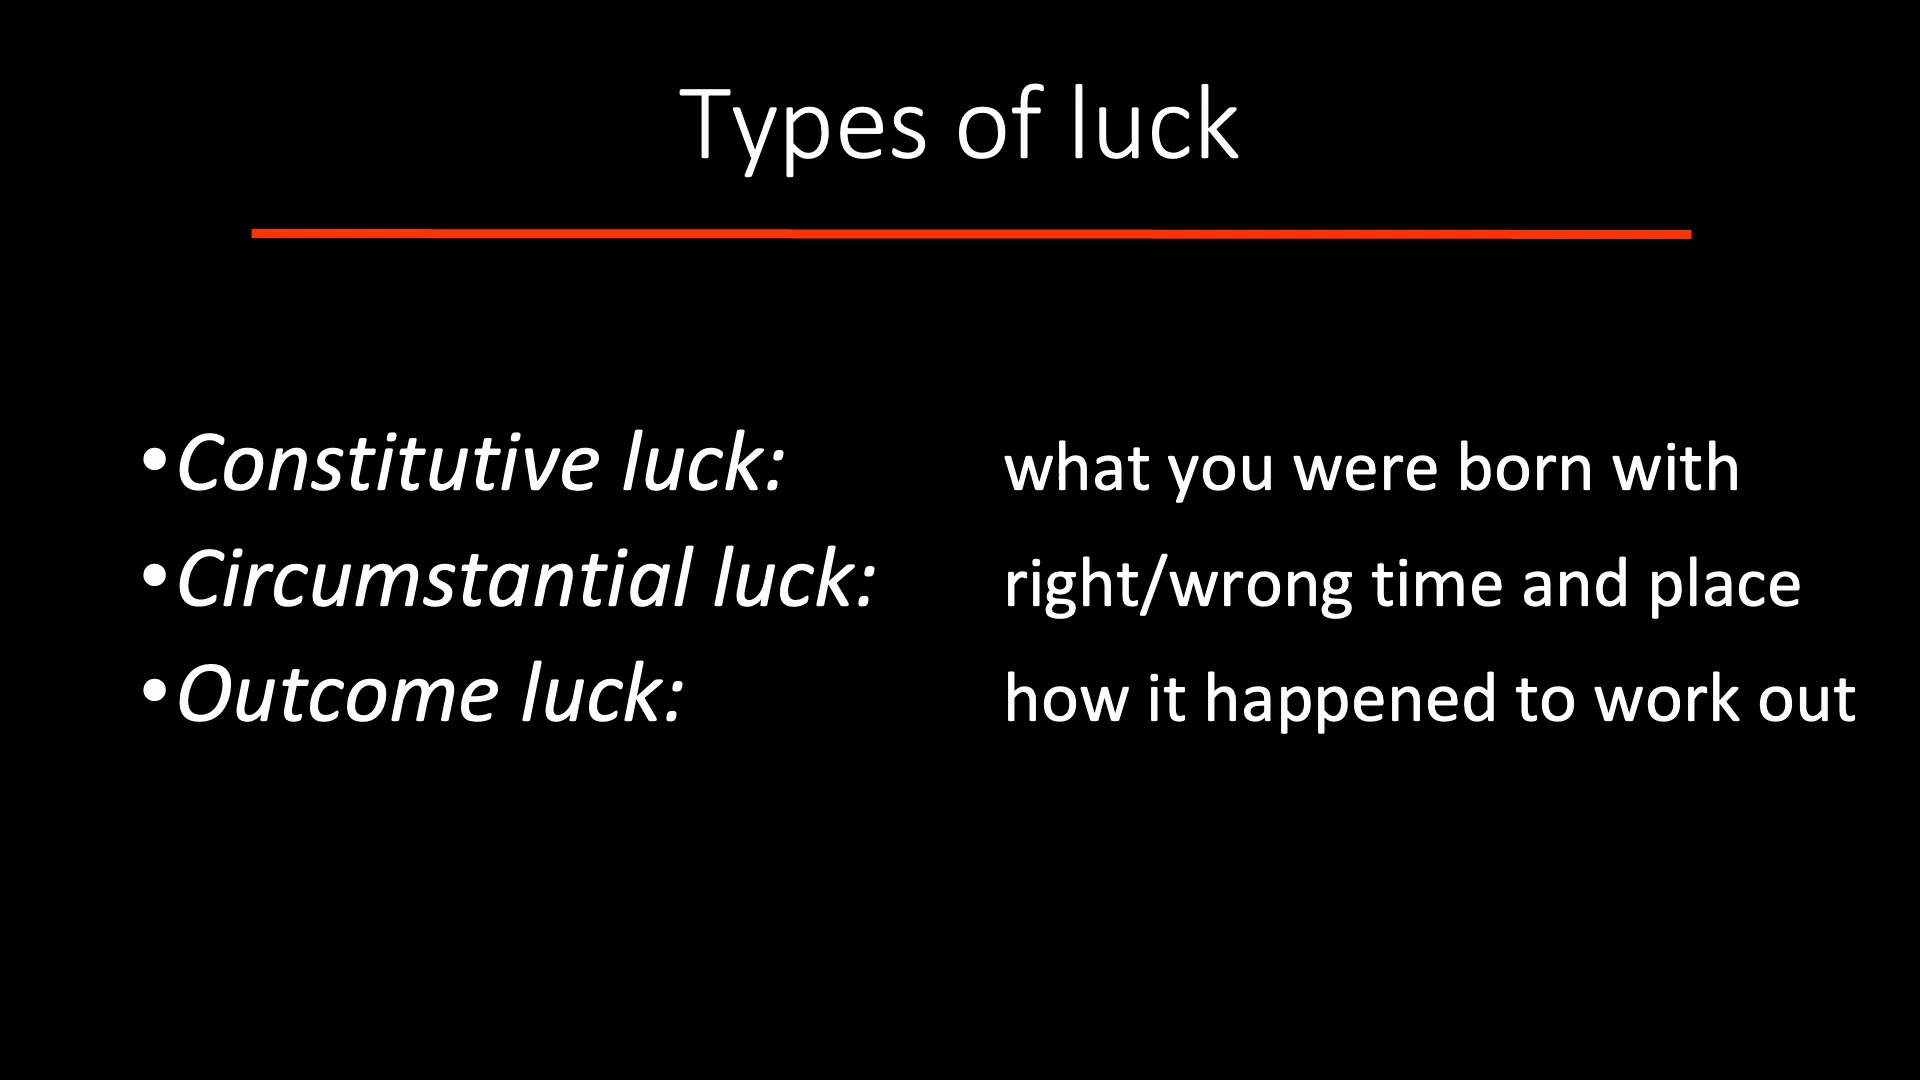 Types of luck
•Constitutive luck: what you were born with
•Circumstantial luck: right/wrong time and place
•Outcome luck: how it happened to work out